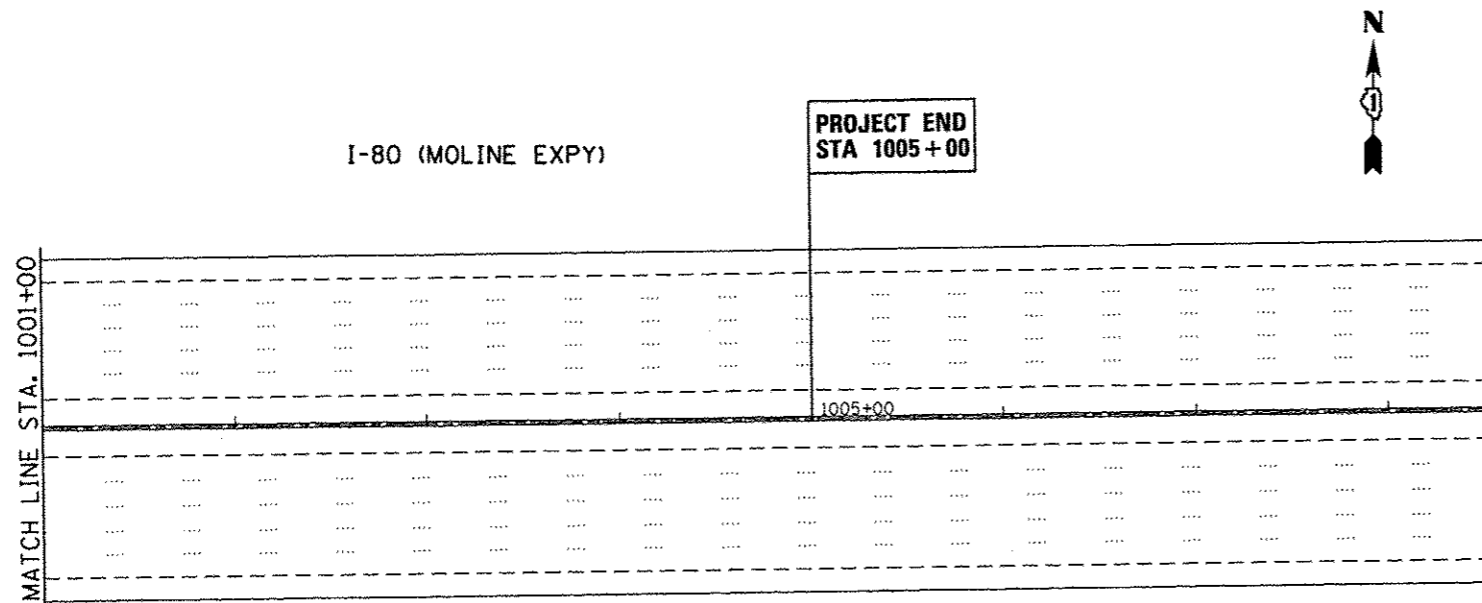 N
1
PROJECT END
STA 1005+00
I-80 (MOLINE EXPY)
MATCH LINE STA. 1001+00
1005+00